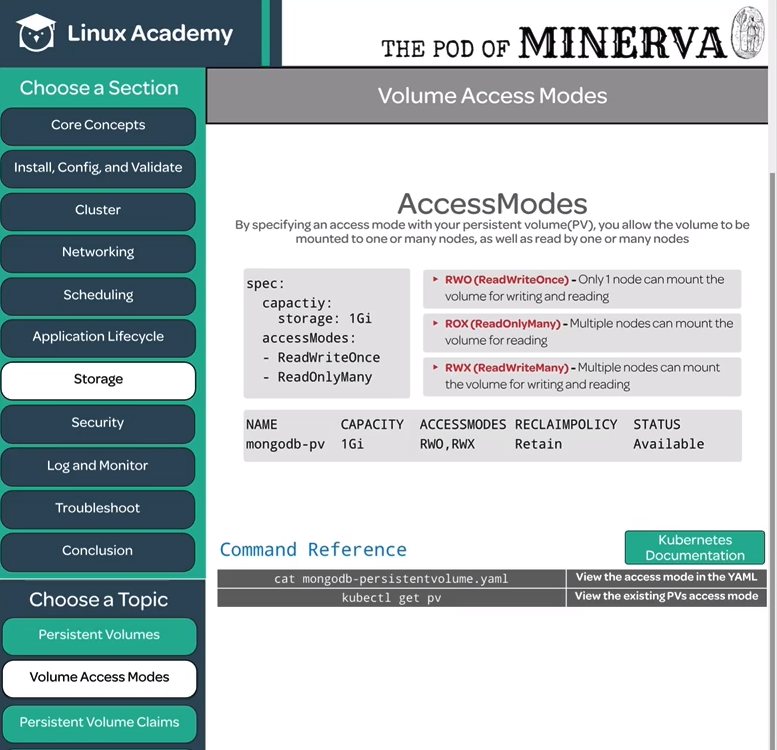 Linux Academy
THE POD OF MINERVA
Choose a Section
Core Concepts
Install, Config, and Validate
Cluster
Networking
Scheduling
Application Lifecycle
Storage
Security
Log and Monitor
Troubleshoot
Conclusion
Choose a Topic
Persistent Volumes
Volume Access Modes
Persistent Volume Claims
Volume Access Modes
AccessModes
By specifying an access mode with your persistent volume(PV), you allow the volume to be
mounted to one or many nodes, as well as read by one or many nodes
spec:
  capactiy:
    storage: 1Gi
  accessModes:
  - ReadWriteOnce
  - ReadOnlyMany
‣ RWO (ReadWriteOnce) - Only 1 node can mount the
volume for writing and reading
‣ ROX (ReadOnlyMany) - Multiple nodes can mount the
volume for reading
‣ RWX (ReadWriteMany) - Multiple nodes can mount
the volume for writing and reading
NAME CAPACITY ACCESSMODES RECLAIMPOLICY STATUS
mongodb-pv 1Gi RWO,RWX Retain Available
Command Reference
Kubernetes
Documentation
cat mongodb-persistentvolume.yaml View the access mode in the YAML
kubectl get pv View the existing PVs access mode